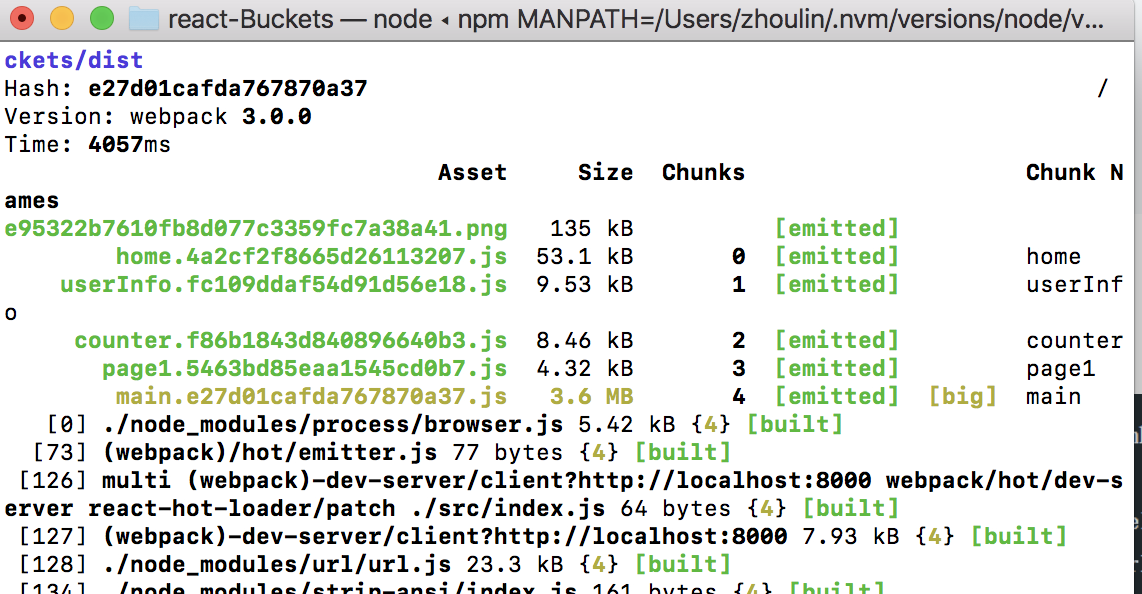 react-Buckets — node ◂ npm MANPATH=/Users/zhoulin/.nvm/versions/node/v...
ckets/dist
Hash: e27d01cafda767870a37 /
Version: webpack 3.0.0
Time: 4057ms
Asset Size Chunks Chunk N
ames
e95322b7610fb8d077c3359fc7a38a41.png 135 kB [emitted]
home.4a2cf2f8665d26113207.js 53.1 kB 0 [emitted] home
userInfo.fc109ddaf54d91d56e18.js 9.53 kB 1 [emitted] userInf
o
counter.f86b1843d840896640b3.js 8.46 kB 2 [emitted] counter
page1.5463bd85eaa1545cd0b7.js 4.32 kB 3 [emitted] page1
main.e27d01cafda767870a37.js 3.6 MB 4 [emitted] [big] main
[0] ./node_modules/process/browser.js 5.42 kB {4} [built]
[73] (webpack)/hot/emitter.js 77 bytes {4} [built]
[126] multi (webpack)-dev-server/client?http://localhost:8000 webpack/hot/dev-s
erver react-hot-loader/patch ./src/index.js 64 bytes {4} [built]
[127] (webpack)-dev-server/client?http://localhost:8000 7.93 kB {4} [built]
[128] ./node_modules/url/url.js 23.3 kB {4} [built]
[134] ./node_modules/strip-ansi/index.js 161 bytes {4} [built]